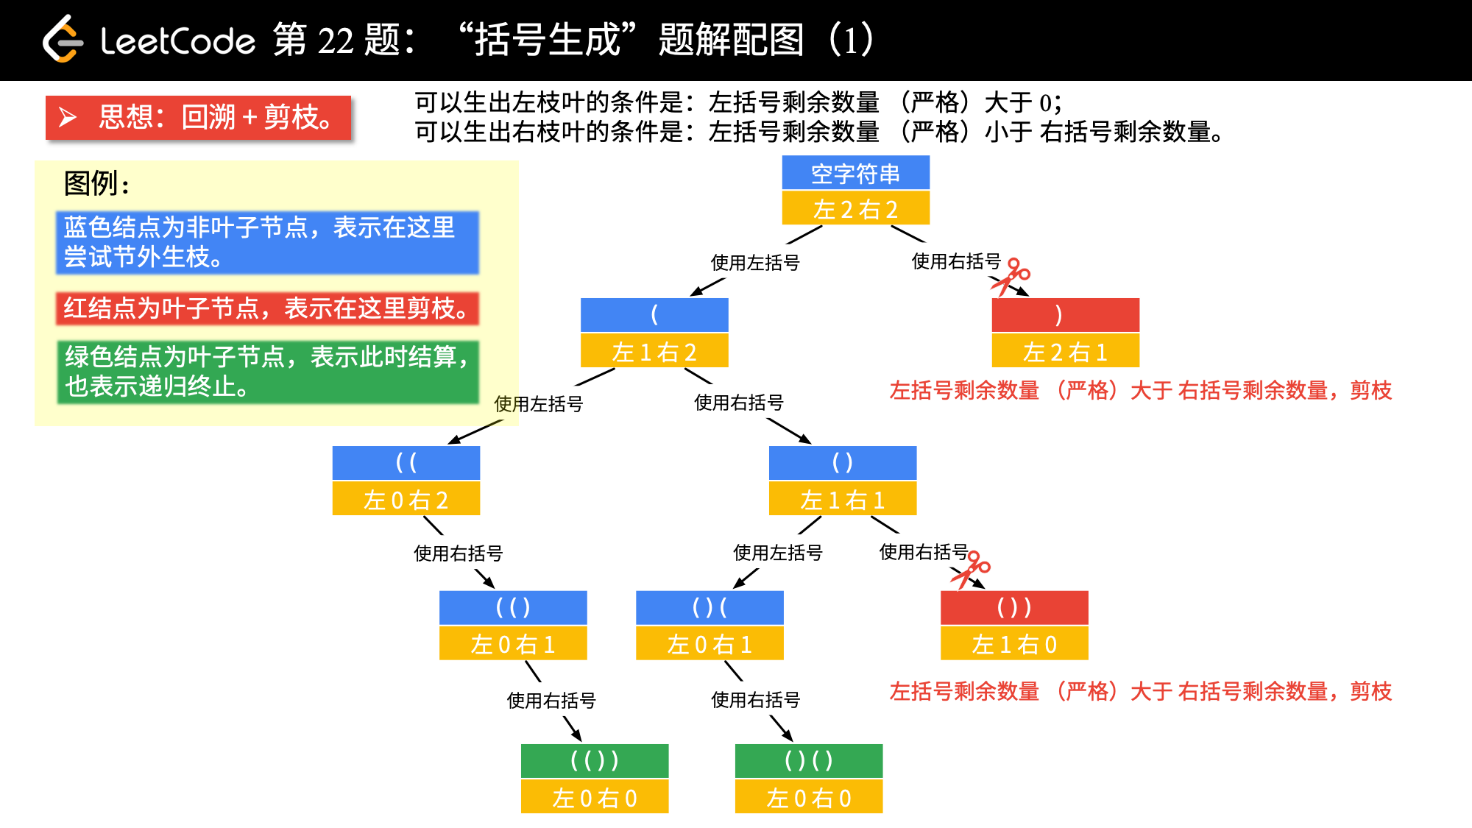 LeetCode 第 22 题：“括号生成”题解配图（1）
➢ 思想：回溯 + 剪枝。
可以生出左枝叶的条件是：左括号剩余数量 （严格）大于 0；
可以生出右枝叶的条件是：左括号剩余数量 （严格）小于 右括号剩余数量。
图例：
蓝色结点为非叶子节点，表示在这里
尝试节外生枝。
红结点为叶子节点，表示在这里剪枝。
绿色结点为叶子节点，表示此时结算，
也表示递归终止。
空字符串
左 2 右 2
使用左括号
使用右括号
(
左 1 右 2
)
左 2 右 1
左括号剩余数量 （严格）大于 右括号剩余数量，剪枝
使用左括号
使用右括号
( (
左 0 右 2
( )
左 1 右 1
使用右括号
使用左括号
使用右括号
( ( )
左 0 右 1
( ) (
左 0 右 1
( ) )
左 1 右 0
左括号剩余数量 （严格）大于 右括号剩余数量，剪枝
使用右括号
使用右括号
( ( ) )
左 0 右 0
( ) ( )
左 0 右 0